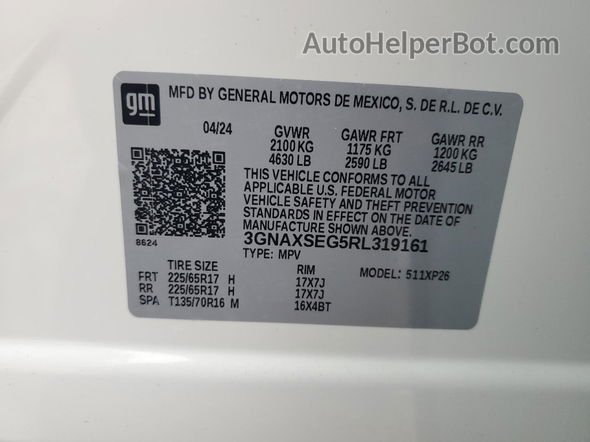 AutoHelperBot.com
gm
MFD BY GENERAL MOTORS DE MEXICO, S. DE R.L. DE C.V.
04/24 GVWR GAWR FRT GAWR RR
2100 KG 1175 KG 1200 KG
4630 LB 2590 LB 2645 LB
THIS VEHICLE CONFORMS TO ALL
APPLICABLE U.S. FEDERAL MOTOR
VEHICLE SAFETY AND THEFT PREVENTION
STANDARDS IN EFFECT ON THE DATE OF
MANUFACTURE SHOWN ABOVE.
8624 3GNAXSEG5RL319161
TYPE: MPV
TIRE SIZE RIM MODEL: 511XP26
FRT 225/65R17 H 17X7J
RR 225/65R17 H 17X7J
SPA T135/70R16 M 16X4BT